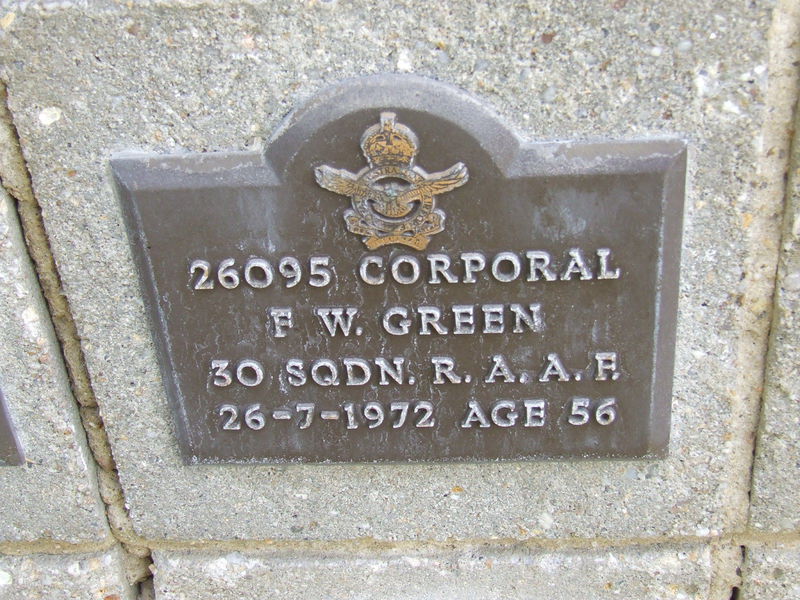 26095 CORPORAL
F W. GREEN
30 SQDN. R. A. A. F.
26-7-1972 AGE 56